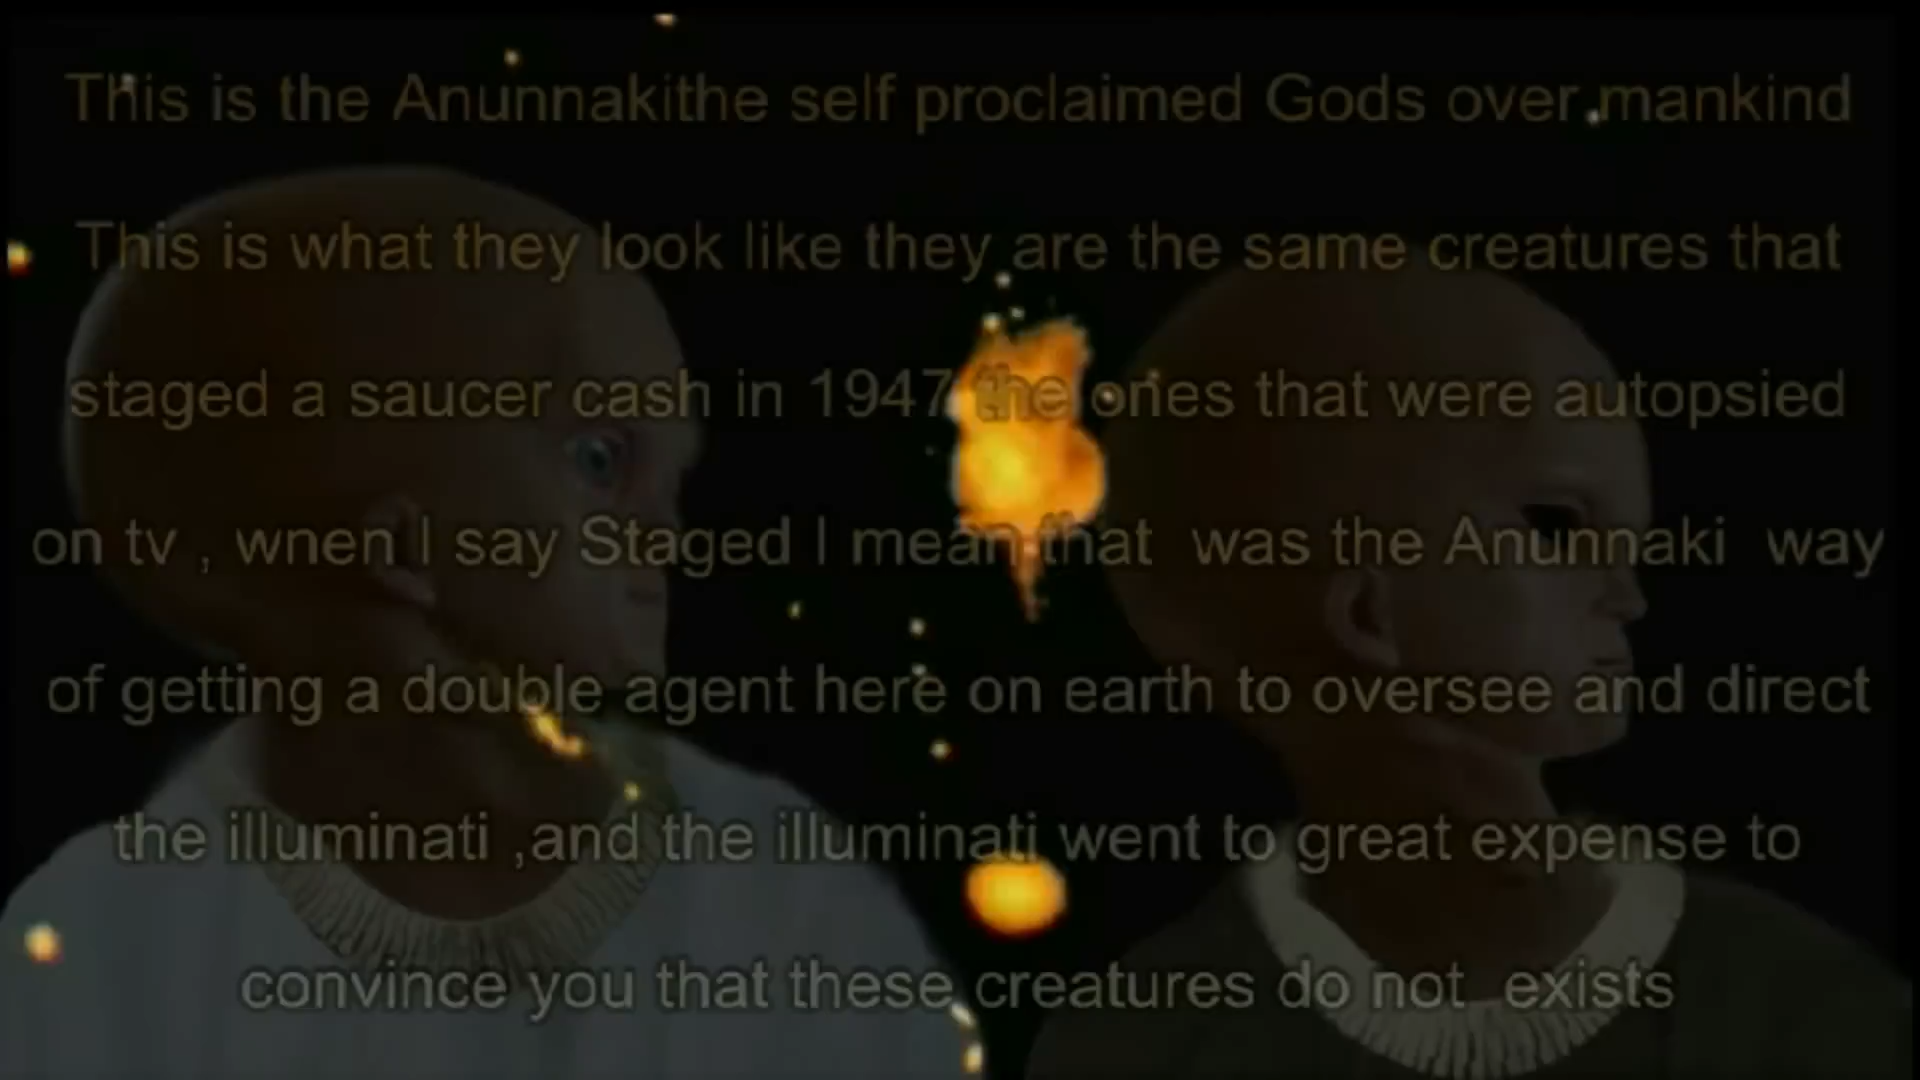 This is the Anunnakithe self proclaimed Gods over mankind
This is what they look like they are the same creatures that
staged a saucer cash in 1947 the ones that were autopsied
on tv , wnen I say Staged I mean that was the Anunnaki way
of getting a double agent here on earth to oversee and direct
the illuminati ,and the illuminati went to great expense to
convince you that these creatures do not exists